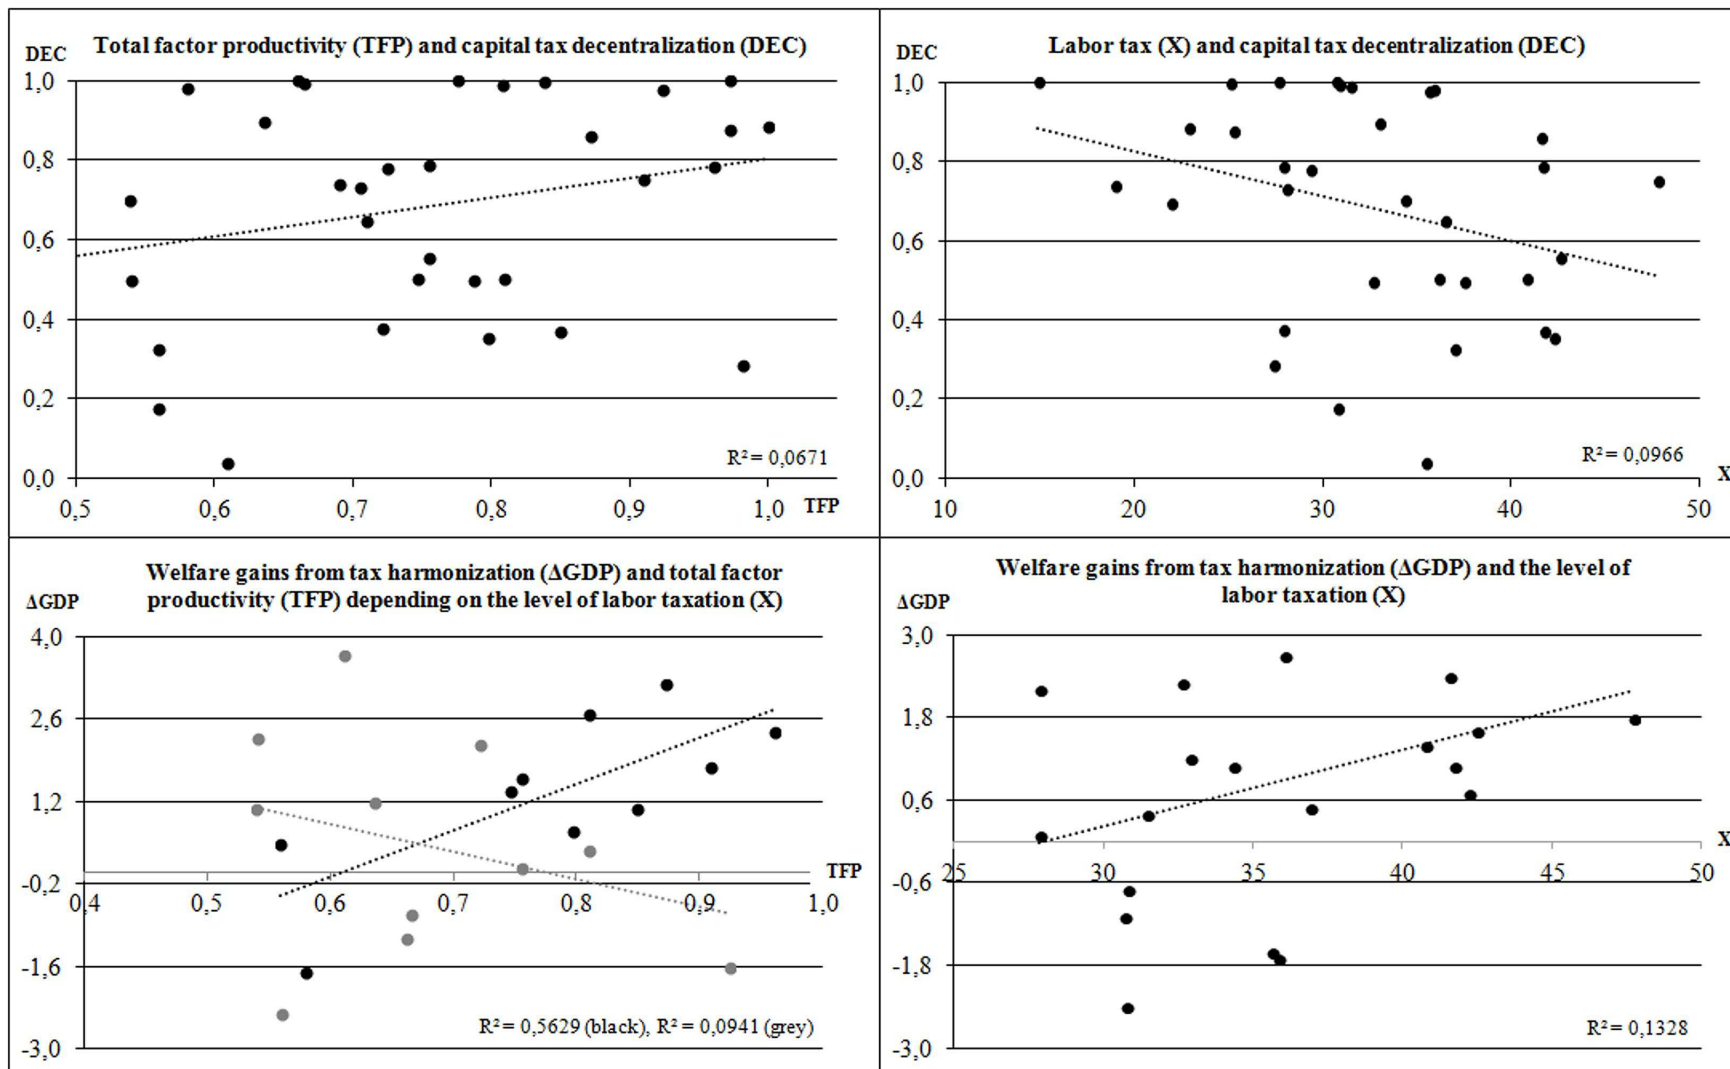 Total factor productivity (TFP) and capital tax decentralization (DEC)
DEC
1,0
0,8
0,6
0,4
0,2
0,0
R² = 0,0671
0,5 0,6 0,7 0,8 0,9 1,0 TFP
Labor tax (X) and capital tax decentralization (DEC)
DEC
1,0
0,8
0,6
0,4
0,2
0,0
R² = 0,0966
X
10 20 30 40 50
Welfare gains from tax harmonization (ΔGDP) and total factor
productivity (TFP) depending on the level of labor taxation (X)
ΔGDP
4,0
2,6
1,2
-0,2
TFP
0,4 0,5 0,6 0,7 0,8 0,9 1,0
-1,6
R² = 0,5629 (black), R² = 0,0941 (grey)
-3,0
Welfare gains from tax harmonization (ΔGDP) and the level of
labor taxation (X)
ΔGDP
3,0
1,8
0,6
X
-0,6
25 30 35 40 45 50
-1,8
R² = 0,1328
-3,0